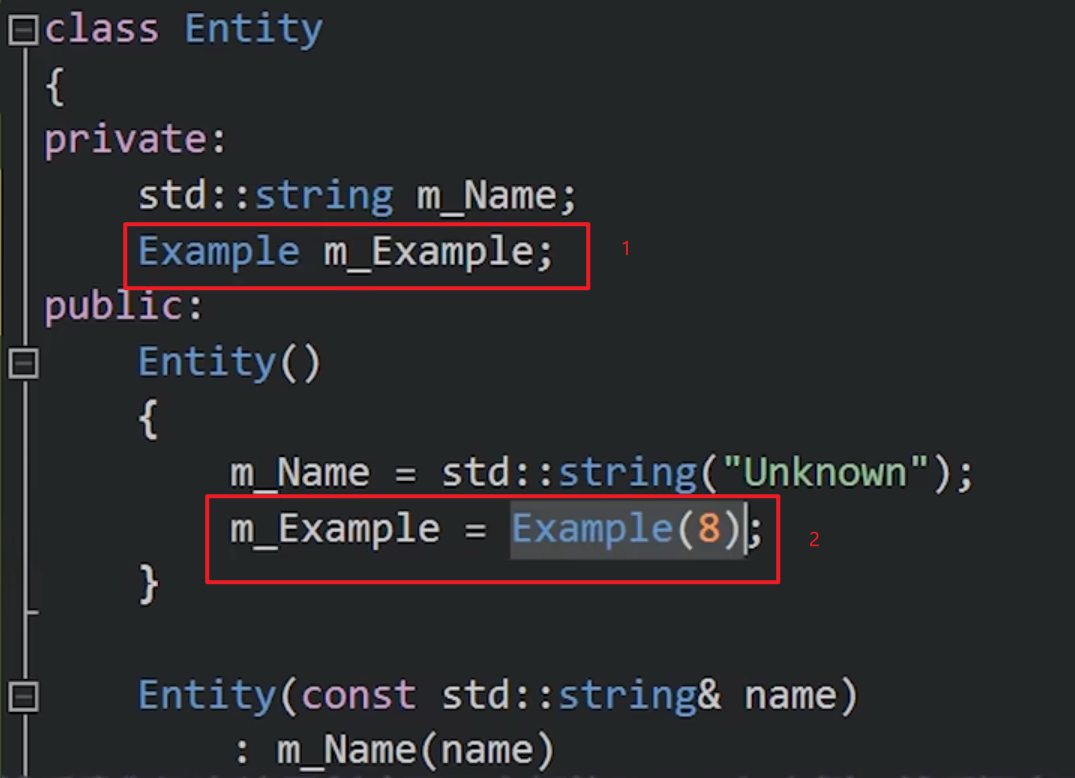 class Entity
{
private:
    std::string m_Name;
    Example m_Example; 1
public:
    Entity()
    {
        m_Name = std::string("Unknown");
        m_Example = Example(8); 2
    }
    Entity(const std::string& name)
        : m_Name(name)